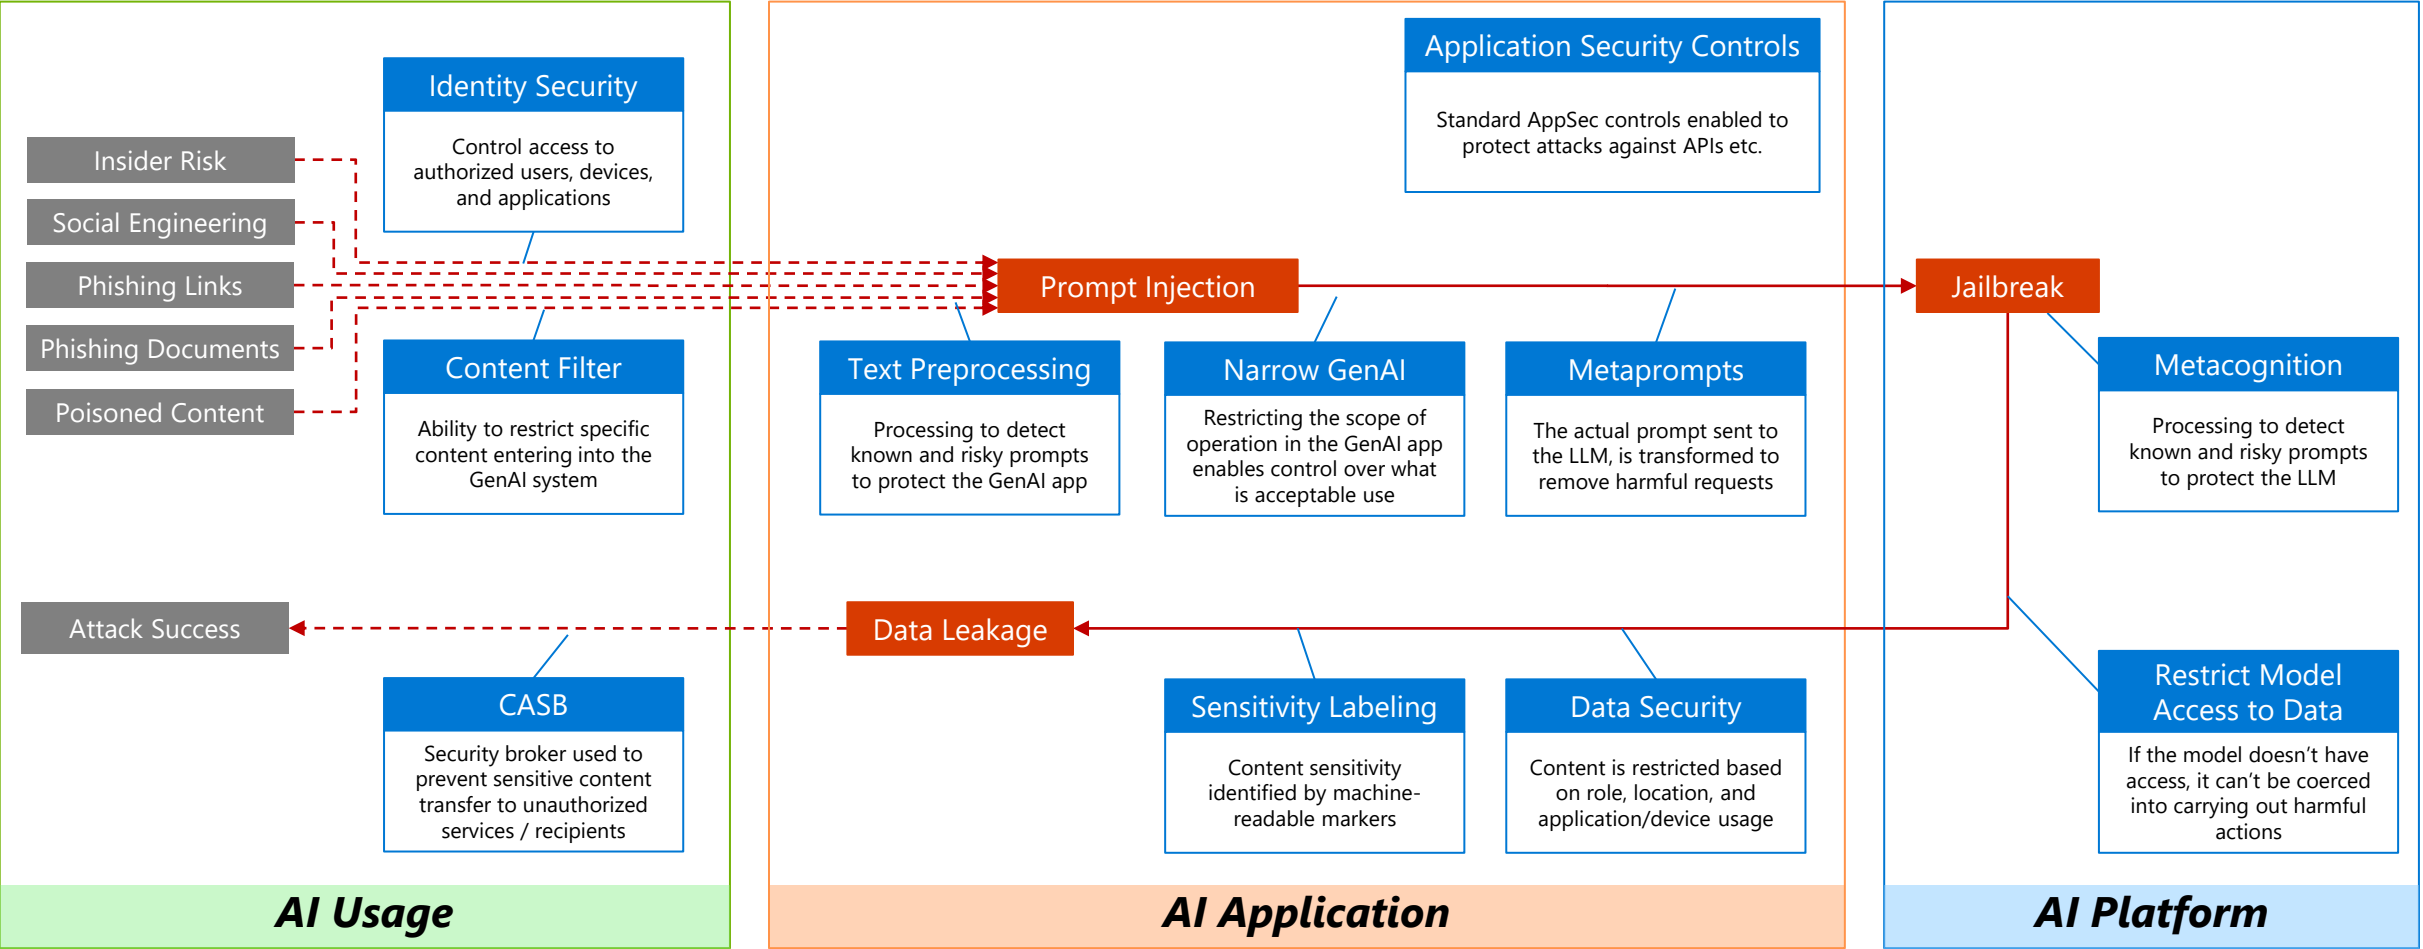 Application Security Controls
Standard AppSec controls enabled to
protect attacks against APIs etc.
Identity Security
Control access to
authorized users, devices,
and applications
Insider Risk
Social Engineering
Phishing Links
Phishing Documents
Poisoned Content
Prompt Injection
Jailbreak
Content Filter
Ability to restrict specific
content entering into the
GenAI system
Text Preprocessing
Processing to detect
known and risky prompts
to protect the GenAI app
Narrow GenAI
Restricting the scope of
operation in the GenAI app
enables control over what
is acceptable use
Metaprompts
The actual prompt sent to
the LLM, is transformed to
remove harmful requests
Metacognition
Processing to detect
known and risky prompts
to protect the LLM
Attack Success
Data Leakage
CASB
Security broker used to
prevent sensitive content
transfer to unauthorized
services / recipients
Sensitivity Labeling
Content sensitivity
identified by machine-
readable markers
Data Security
Content is restricted based
on role, location, and
application/device usage
Restrict Model
Access to Data
If the model doesn’t have
access, it can’t be coerced
into carrying out harmful
actions
AI Usage
AI Application
AI Platform